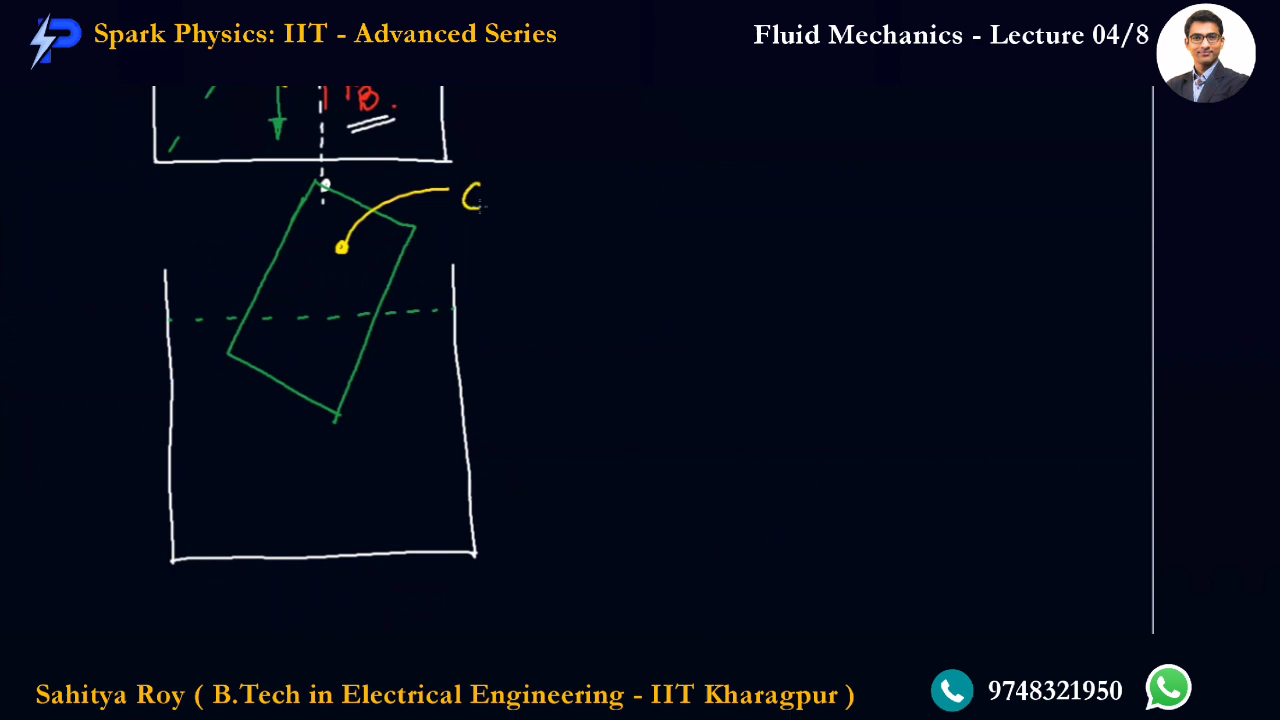 Spark Physics: IIT - Advanced Series
Fluid Mechanics - Lecture 04/8
B.
C
Sahitya Roy ( B.Tech in Electrical Engineering - IIT Kharagpur )
9748321950